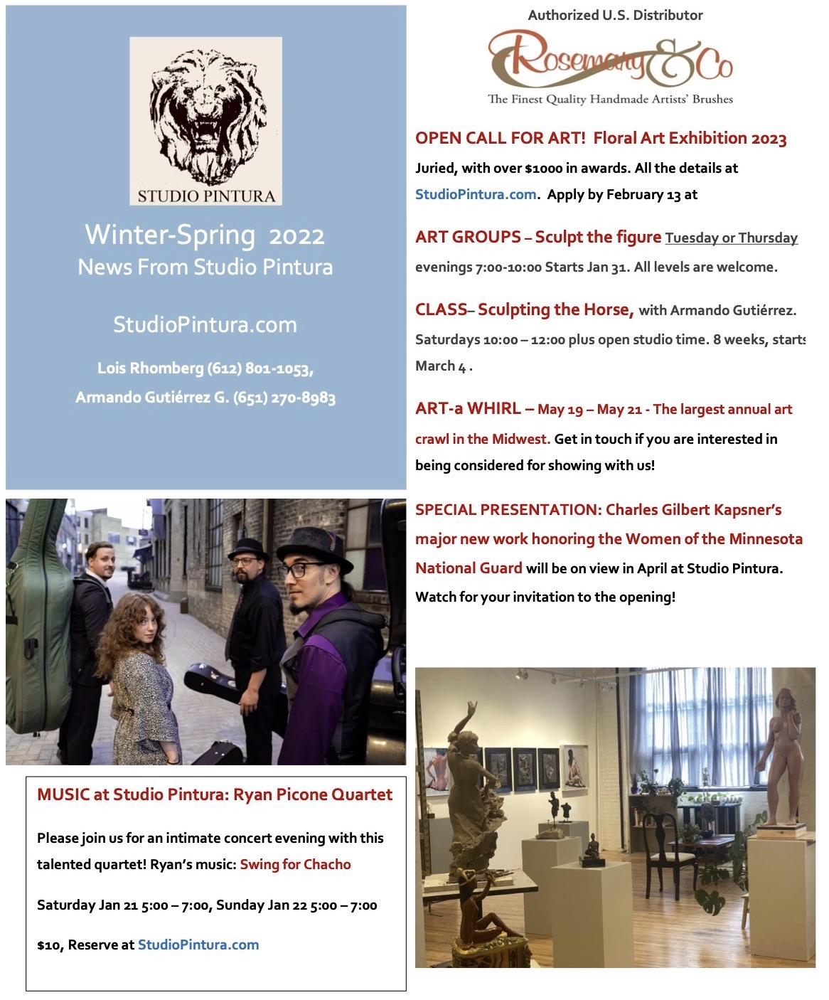 STUDIO PINTURA
Winter-Spring 2022
News From Studio Pintura
StudioPintura.com
Lois Rhomberg (612) 801-1053,
Armando Gutiérrez G. (651) 270-8983
MUSIC at Studio Pintura: Ryan Picone Quartet
Please join us for an intimate concert evening with this
talented quartet! Ryan's music: Swing for Chacho
Saturday Jan 21 5:00 – 7:00, Sunday Jan 22 5:00 – 7:00
$10, Reserve at StudioPintura.com
Authorized U.S. Distributor
Rosemary & Co
The Finest Quality Handmade Artists' Brushes
OPEN CALL FOR ART! Floral Art Exhibition 2023
Juried, with over $1000 in awards. All the details at
StudioPintura.com. Apply by February 13 at
ART GROUPS – Sculpt the figure Tuesday or Thursday
evenings 7:00-10:00 Starts Jan 31. All levels are welcome.
CLASS– Sculpting the Horse, with Armando Gutiérrez.
Saturdays 10:00 – 12:00 plus open studio time. 8 weeks, starts
March 4 .
ART-a WHIRL – May 19 – May 21 - The largest annual art
crawl in the Midwest. Get in touch if you are interested in
being considered for showing with us!
SPECIAL PRESENTATION: Charles Gilbert Kapsner's
major new work honoring the Women of the Minnesota
National Guard will be on view in April at Studio Pintura.
Watch for your invitation to the opening!